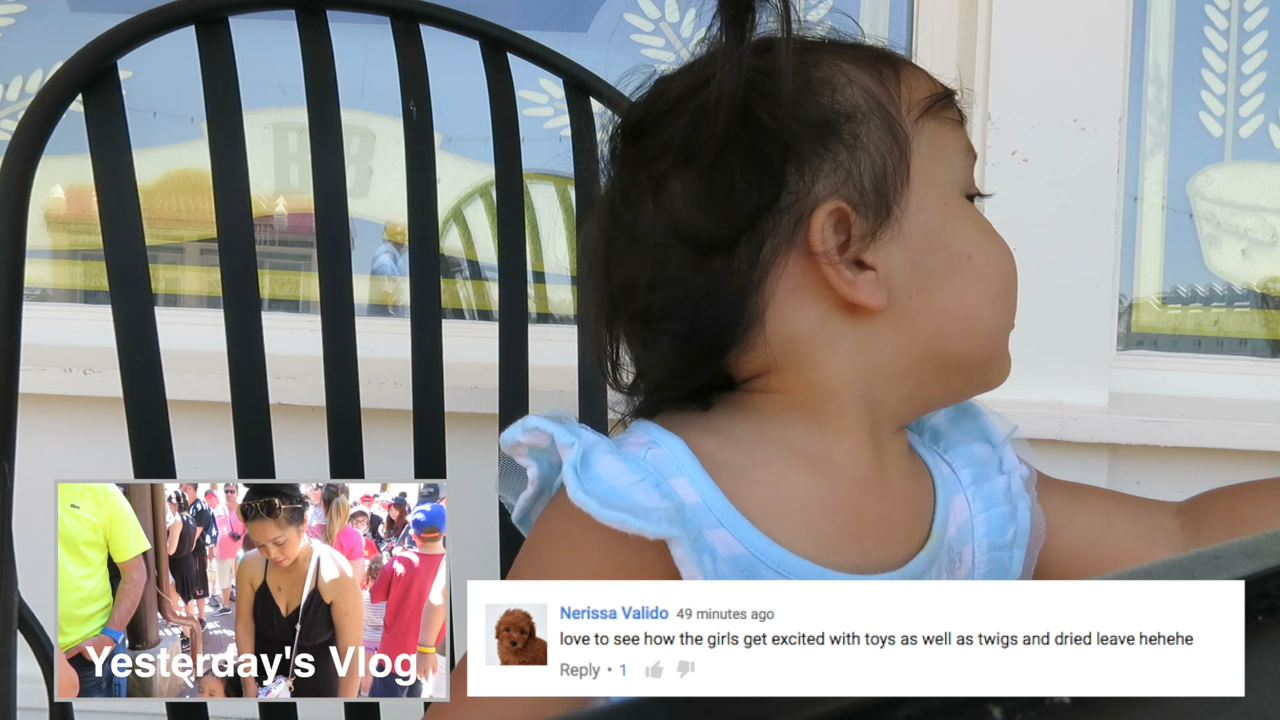 BB
Yesterday's Vlog
Nerissa Valido 49 minutes ago
love to see how the girls get excited with toys as well as twigs and dried leave hehehe
Reply • 1